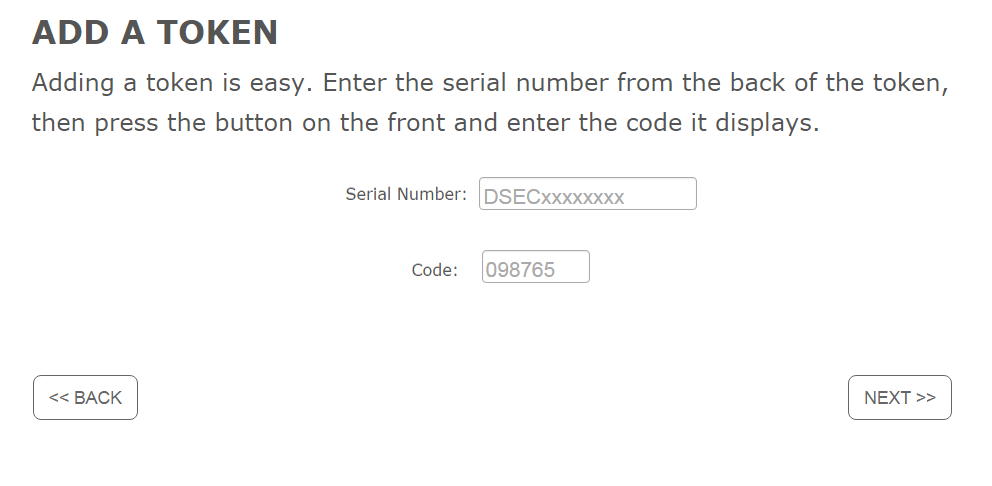 ADD A TOKEN
Adding a token is easy. Enter the serial number from the back of the token,
then press the button on the front and enter the code it displays.
Serial Number: DSECxxxxxxxx
Code: 098765
<< BACK
NEXT >>